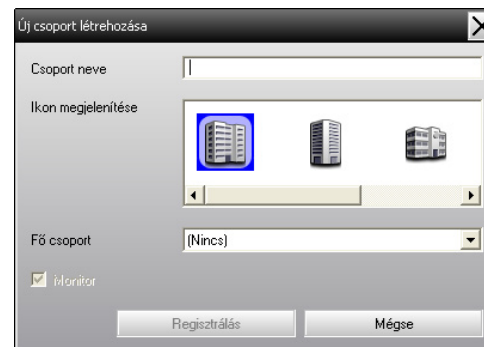 Új csoport létrehozása
Csoport neve
Ikon megjelenítése
Fő csoport
(Nincs)
Monitor
Regisztrálás
Mégse